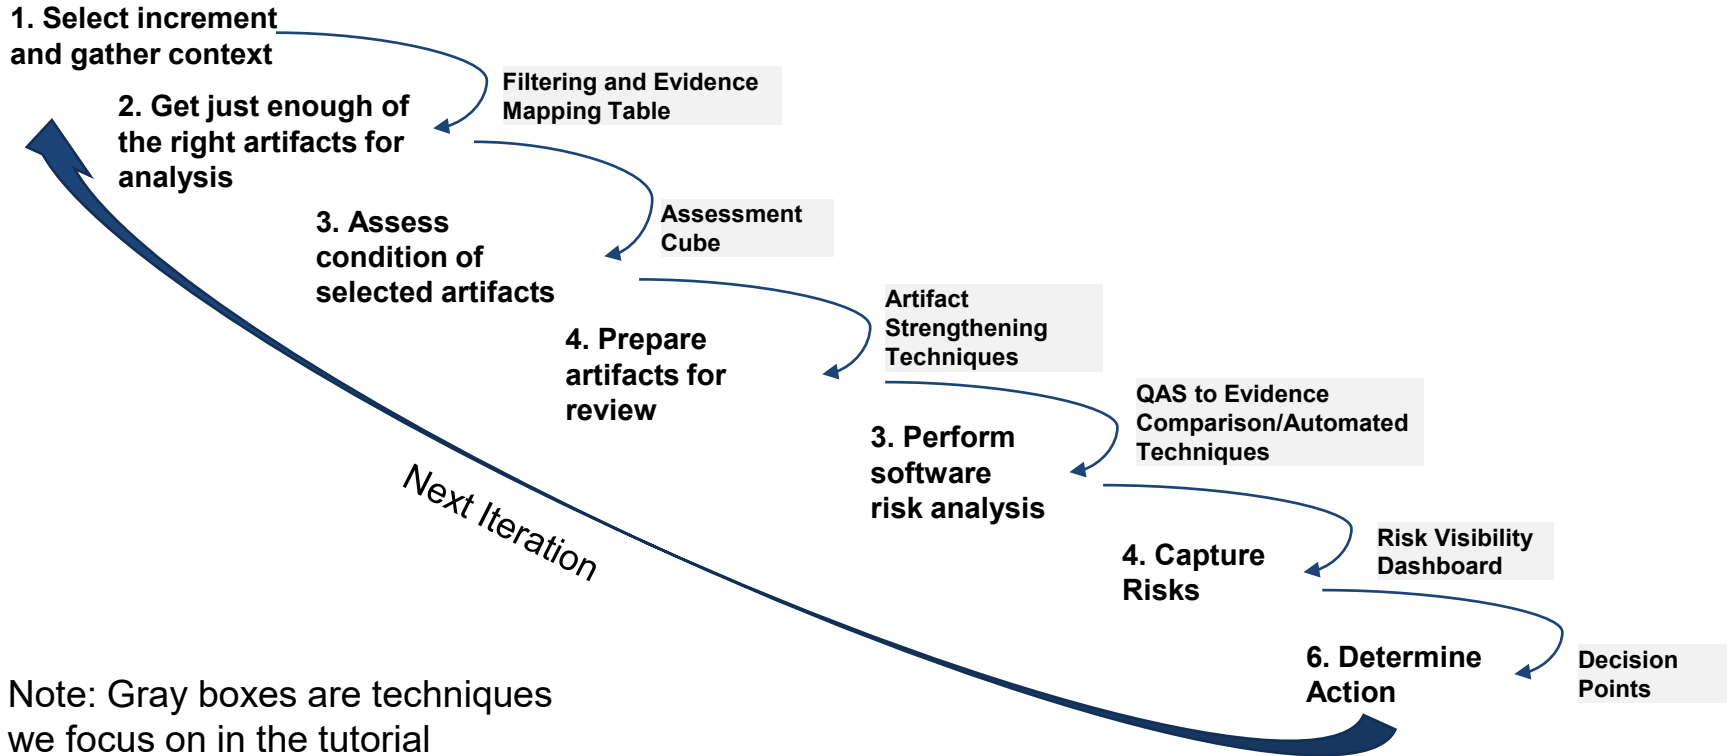 1. Select increment
and gather context
Filtering and Evidence
Mapping Table
2. Get just enough of
the right artifacts for
analysis
Assessment
Cube
3. Assess
condition of
selected artifacts
Artifact
Strengthening
Techniques
4. Prepare
artifacts for
review
QAS to Evidence
Comparison/Automated
Techniques
3. Perform
software
risk analysis
Next Iteration
Risk Visibility
Dashboard
4. Capture
Risks
6. Determine
Action
Decision
Points
Note: Gray boxes are techniques
we focus on in the tutorial